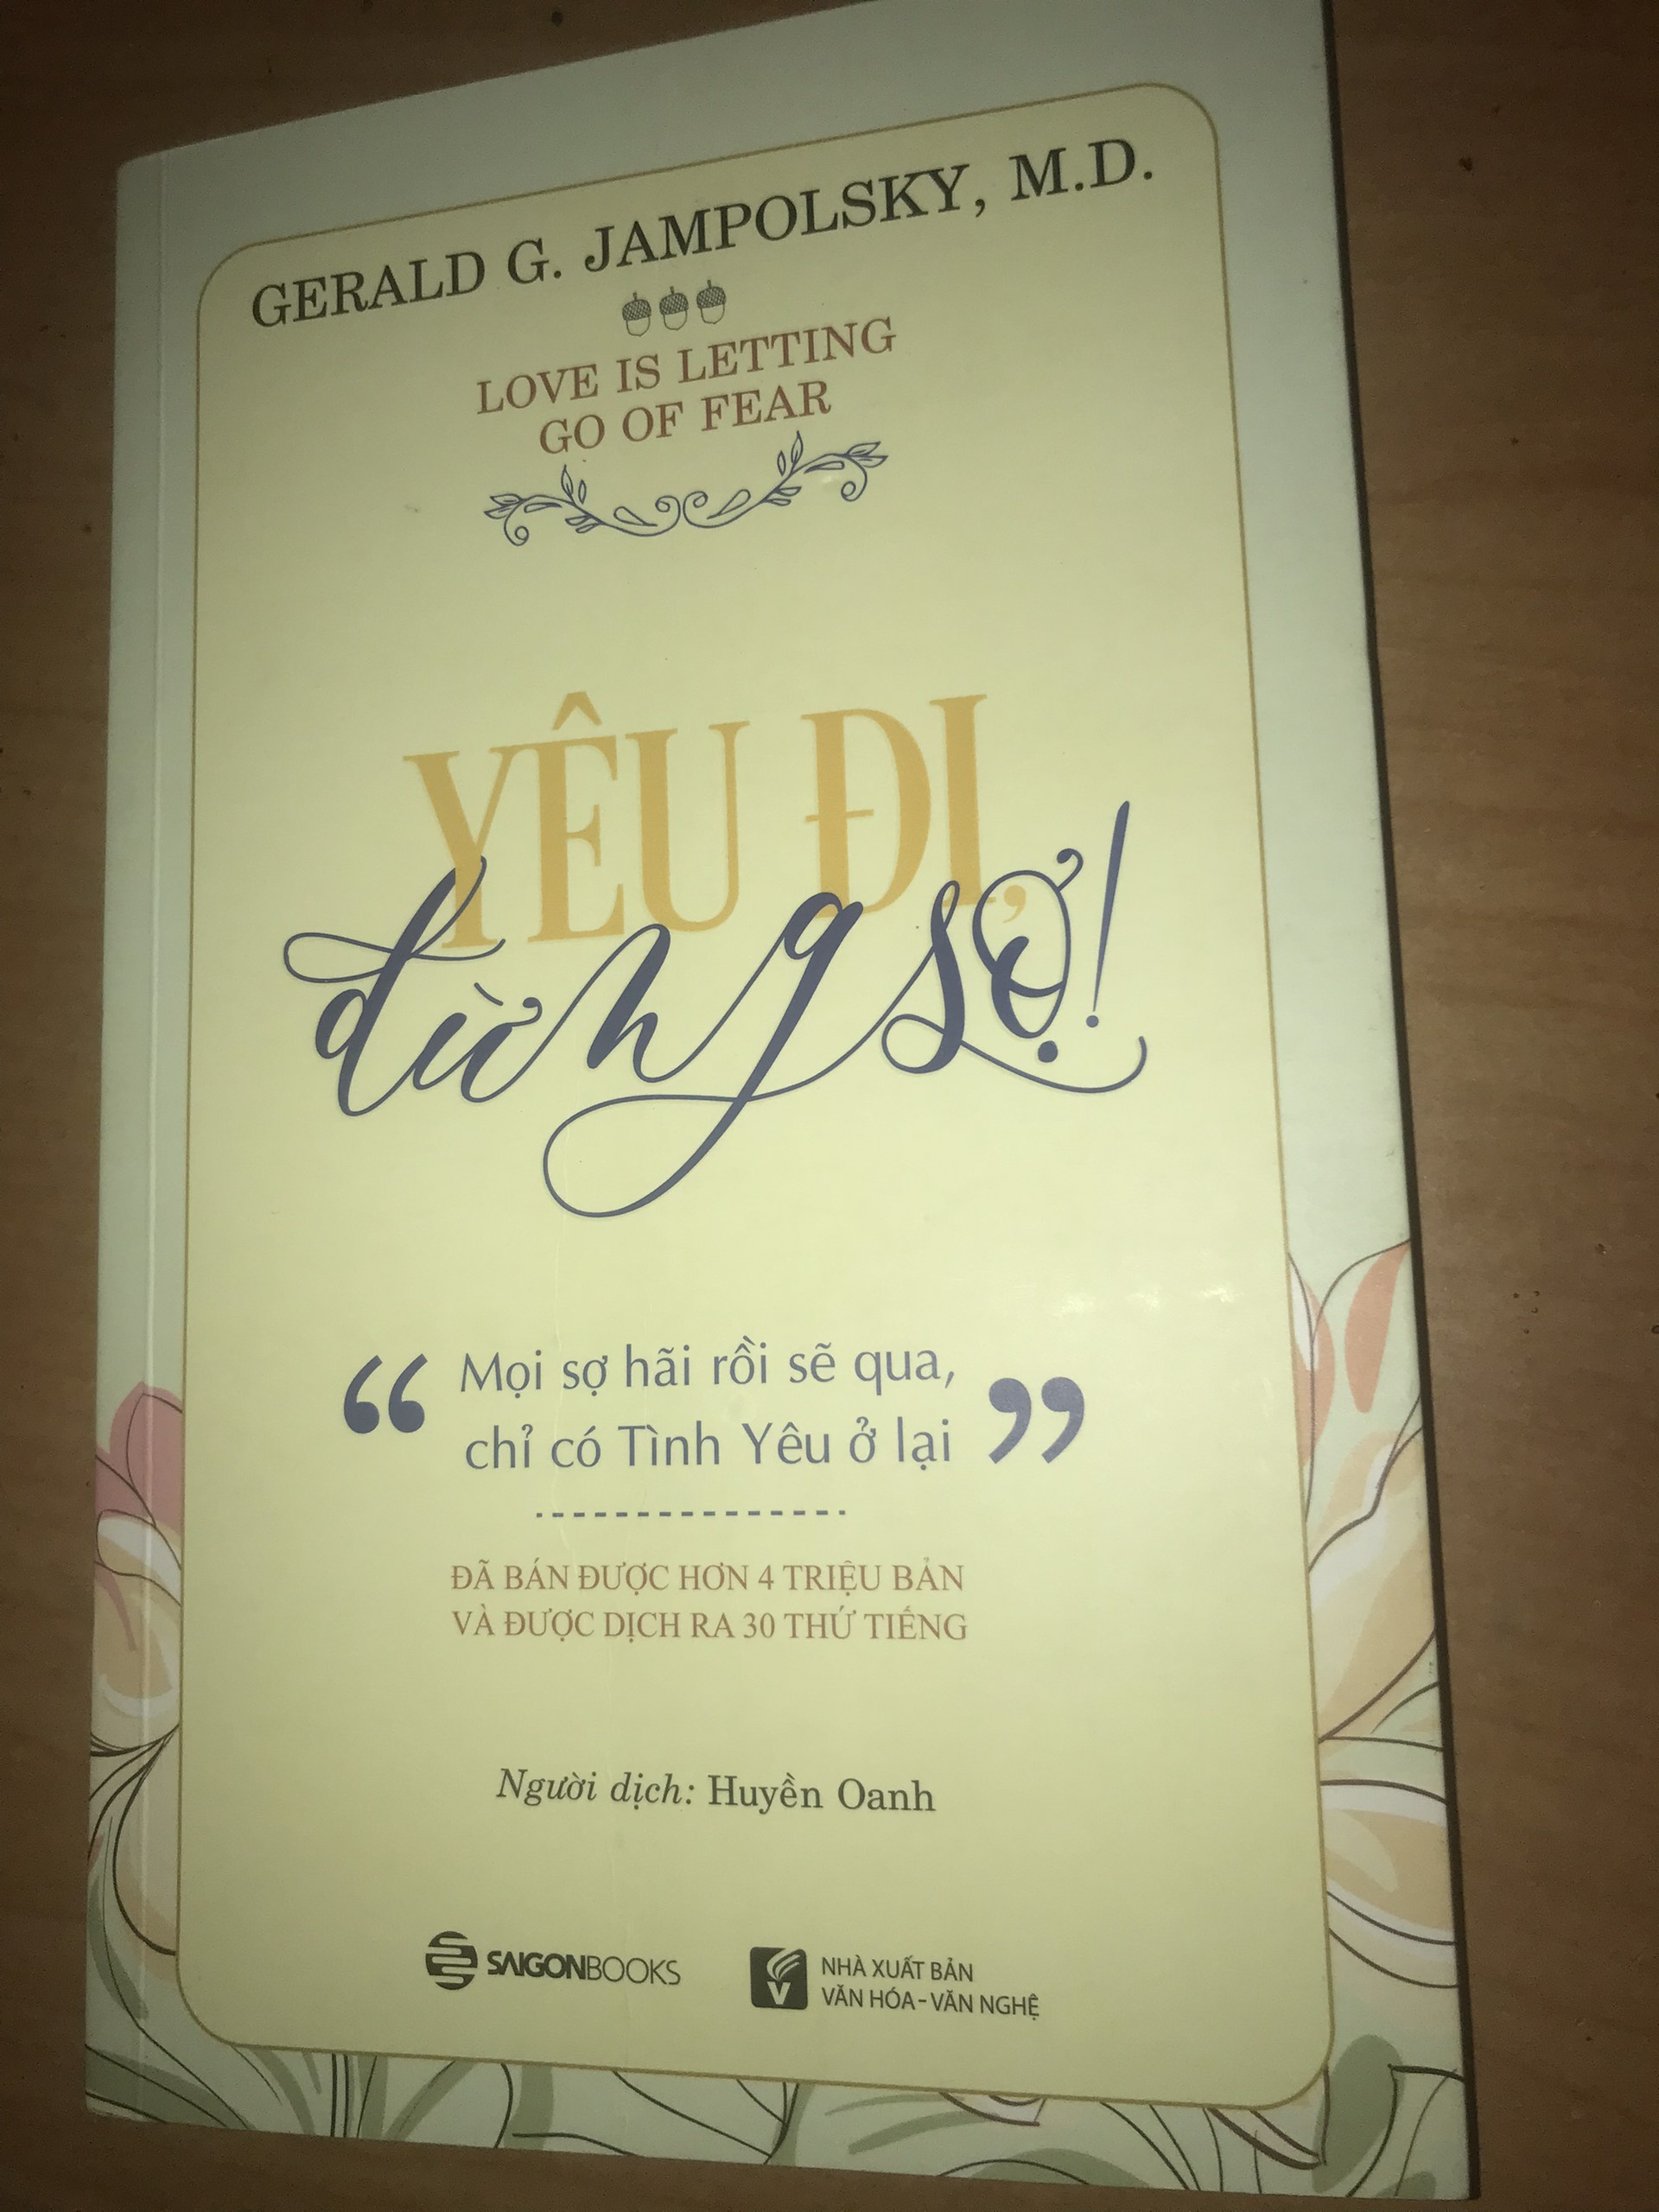 GERALD G. JAMPOLSKY, M.D.
LOVE IS LETTING
GO OF FEAR
YÊU ĐI,
đừng sợ!
“ Mọi sợ hãi rồi sẽ qua,
chỉ có Tình Yêu ở lại ”
ĐÃ BÁN ĐƯỢC HƠN 4 TRIỆU BẢN
VÀ ĐƯỢC DỊCH RA 30 THỨ TIẾNG
Người dịch: Huyền Oanh
SAIGONBOOKS
NHÀ XUẤT BẢN
VĂN HÓA-VĂN NGHỆ